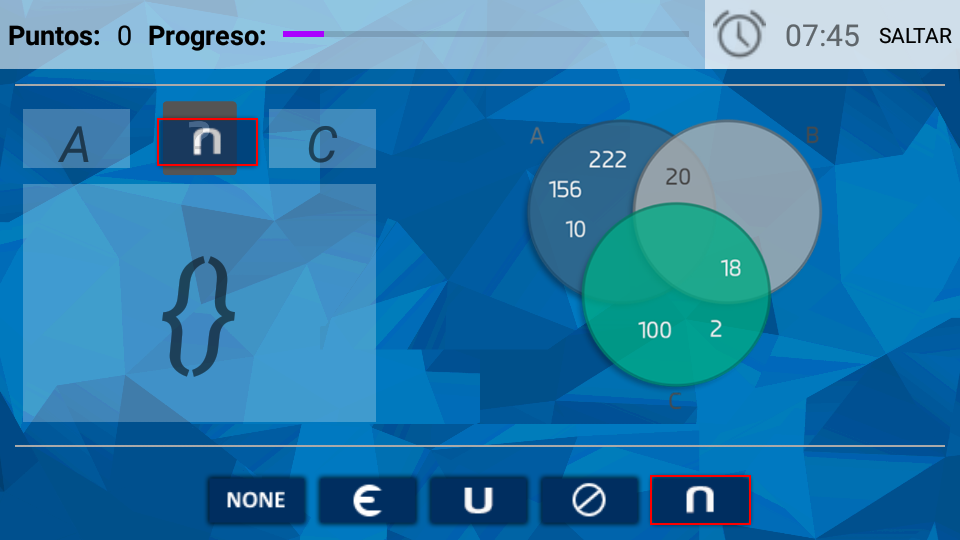 Puntos: 0 Progreso: 07:45 SALTAR
A ? ∩ C
{}
A B
222
156
20
10
18
100 2
C
NONE ∈ ∪ ∅ ∩